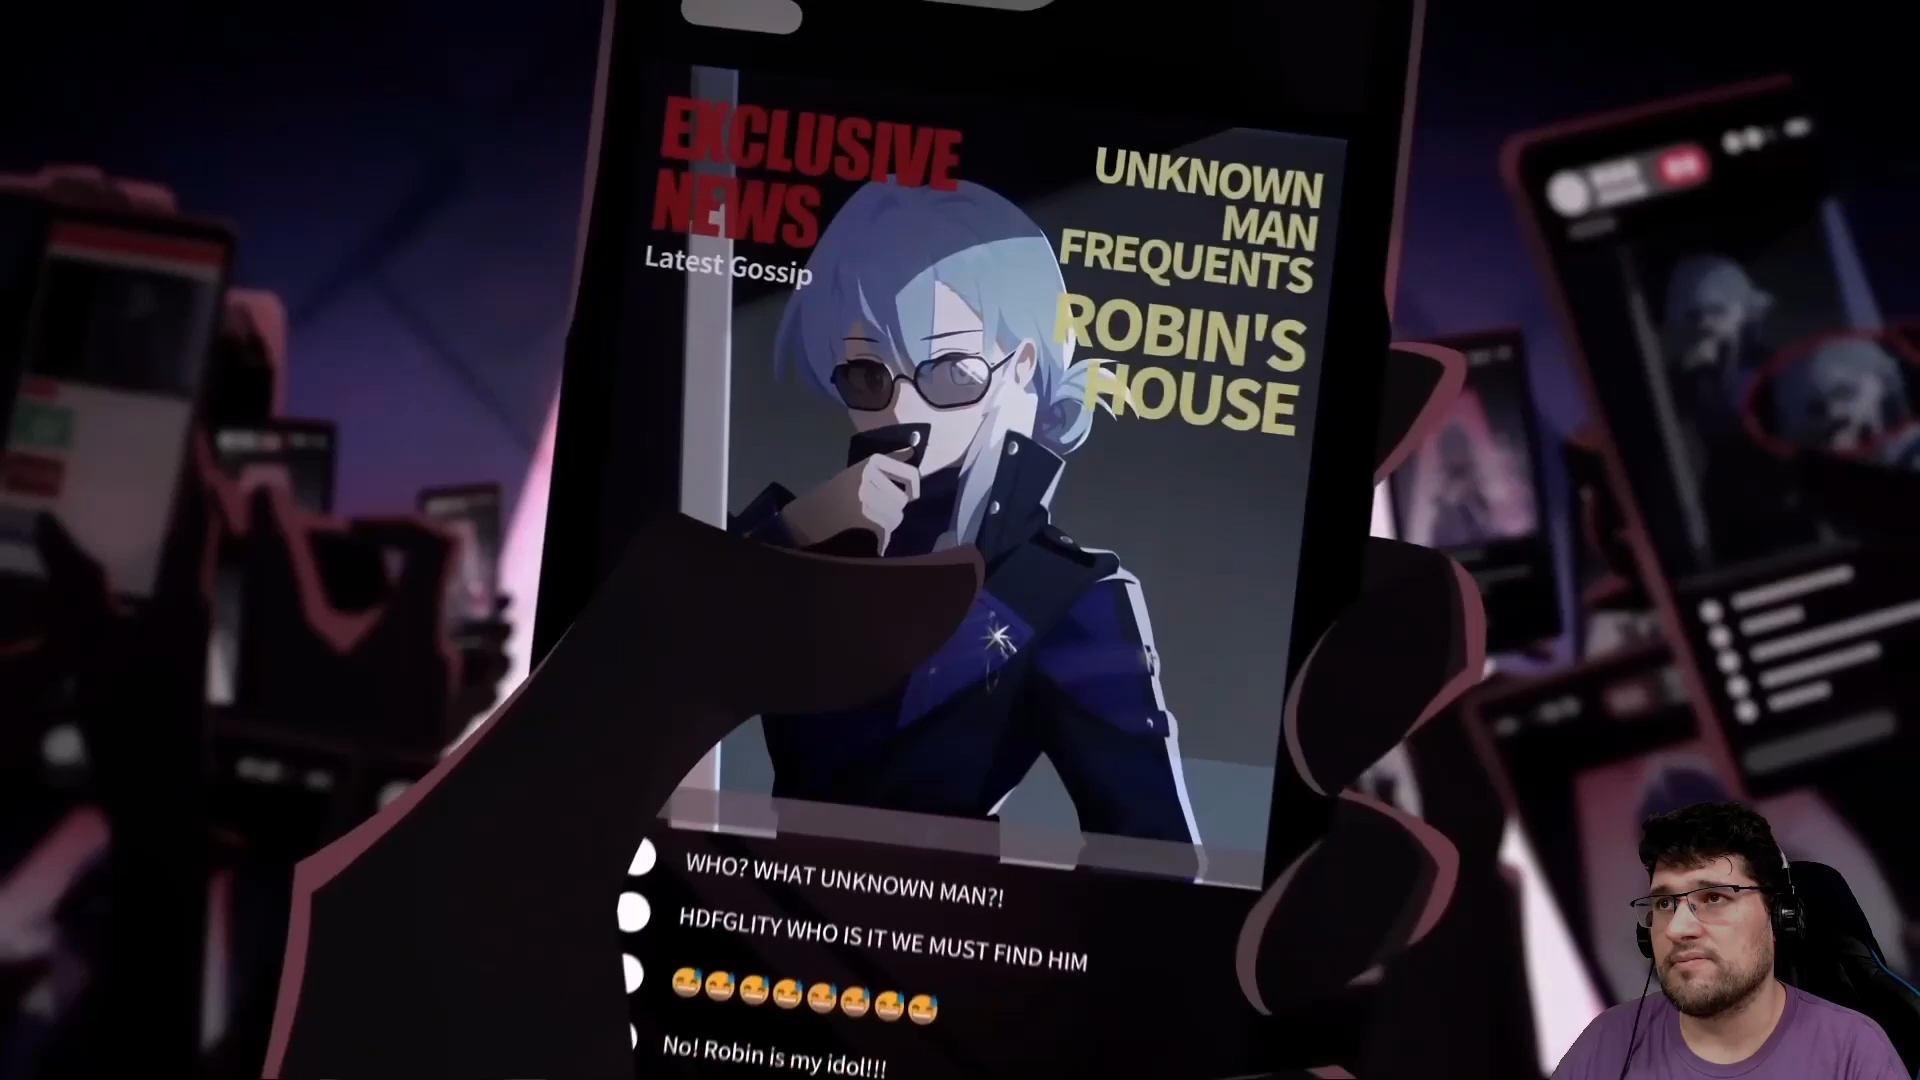 EXCLUSIVE
NEWS
Latest Gossip
UNKNOWN
MAN
FREQUENTS
ROBIN'S
HOUSE
WHO? WHAT UNKNOWN MAN?!
HDFGLITY WHO IS IT WE MUST FIND HIM
😅😅😅😅😅😅😅😅
No! Robin is my idol!!!